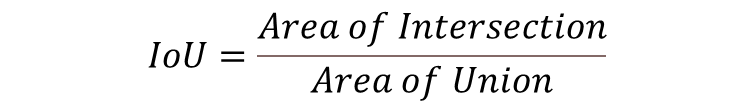 IoU = Area of Intersection
Area of Union